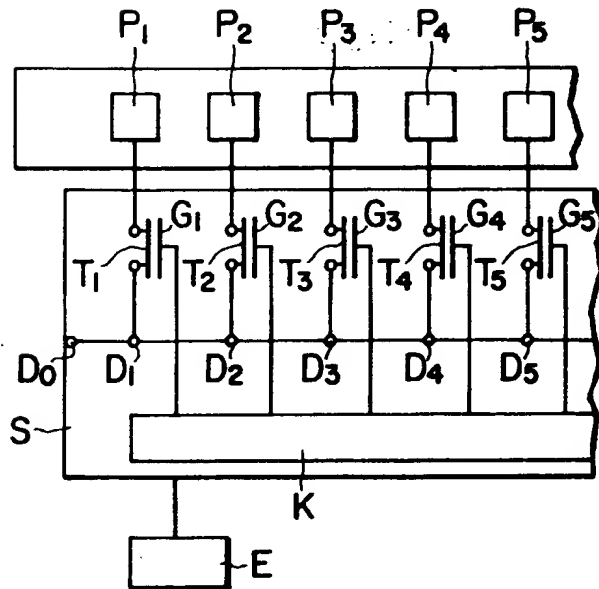 P1 P2 P3 P4 P5
G1 G2 G3 G4 G5
T1 T2 T3 T4 T5
D0 D1 D2 D3 D4 D5
S
K
E